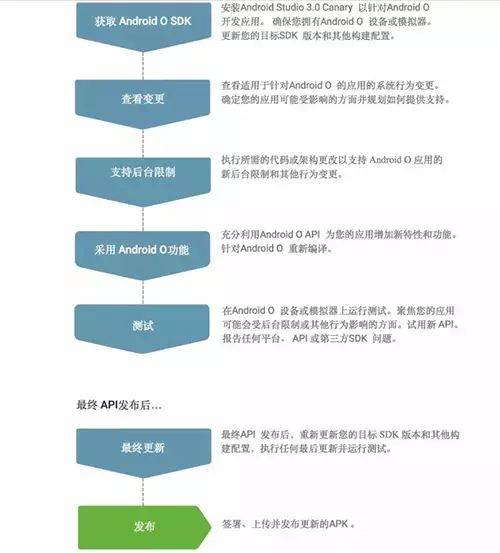 获取 Android O SDK
安装Android Studio 3.0 Canary 以针对Android O
开发应用。 确保您拥有Android O 设备或模拟器。
更新您的目标SDK 版本和其他构建配置。
查看变更
查看适用于针对Android O 的应用的系统行为变更。
确定您的应用可能受影响的方面并规划如何提供支持。
支持后台限制
执行所需的代码或架构更改以支持 Android O 应用的
新后台限制和其他行为变更。
采用 Android O功能
充分利用Android O API 为您的应用增加新特性和功能。
针对Android O 重新编译。
测试
在Android O 设备或模拟器上运行测试。聚焦您的应用
可能会受后台限制或其他行为影响的方面。试用新 API、
报告任何平台、 API 或第三方SDK 问题。
最终 API发布后…
最终更新
最终API 发布后，重新更新您的目标 SDK 版本和其他构
建配置，执行任何最后更新并运行测试。
发布
签署、上传并发布更新的APK 。